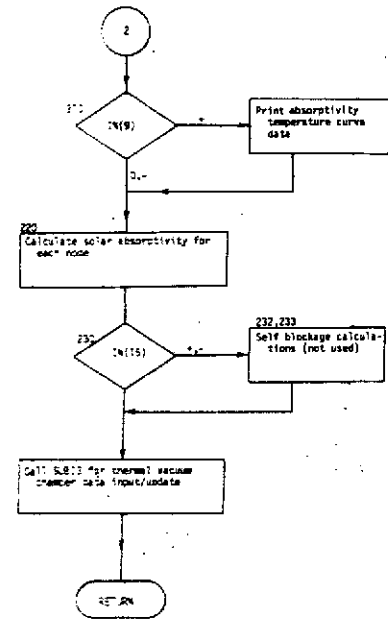 2
IN(9)
+
Print absorptivity
temperature curve
data
0,-
220
Calculate solar absorptivity for
each node
230
IN(15)
+,-
232,233
Self blockage calcula-
tions (not used)
Call for thermal vacuum
chamber data input/update
RETURN